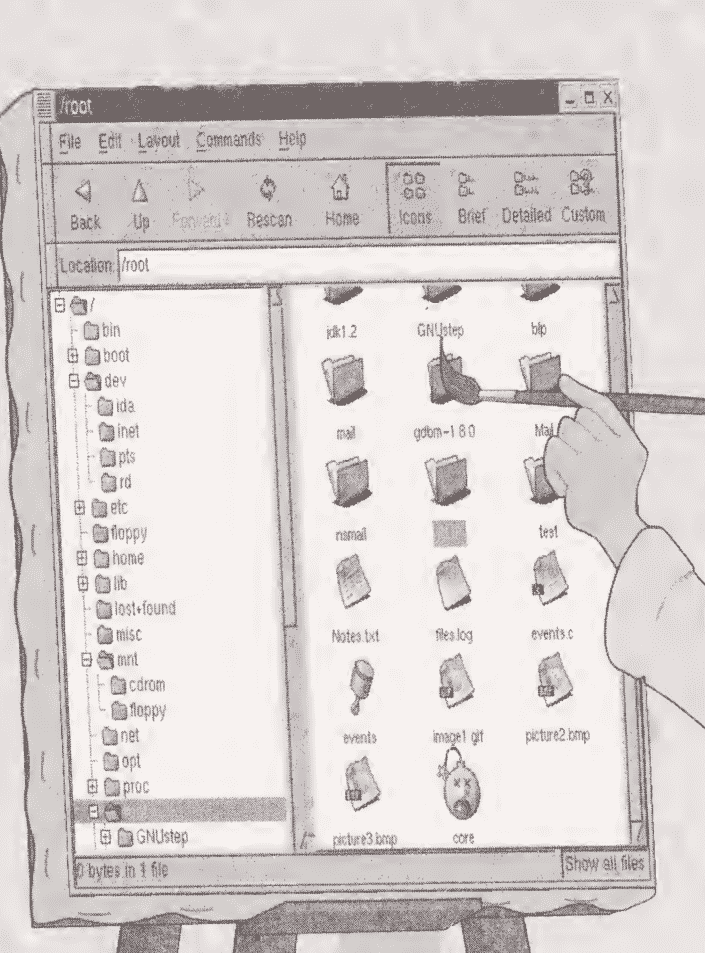 /root
File Edit Layout Commands Help
Back Up Forward Rescan Home Icons Brief Detailed Custom
Location: /root
/
bin
boot
dev
ida
inet
pts
rd
etc
floppy
home
lib
lost+found
misc
mnt
cdrom
floppy
net
opt
proc
GNUstep
jdk1.2 GNUstep
mail gdbm-1.8.0
nsmail test
Notes.txt files.log events.c
events image1.gif picture2.bmp
picture3.bmp core
0 bytes in 1 file Show all files